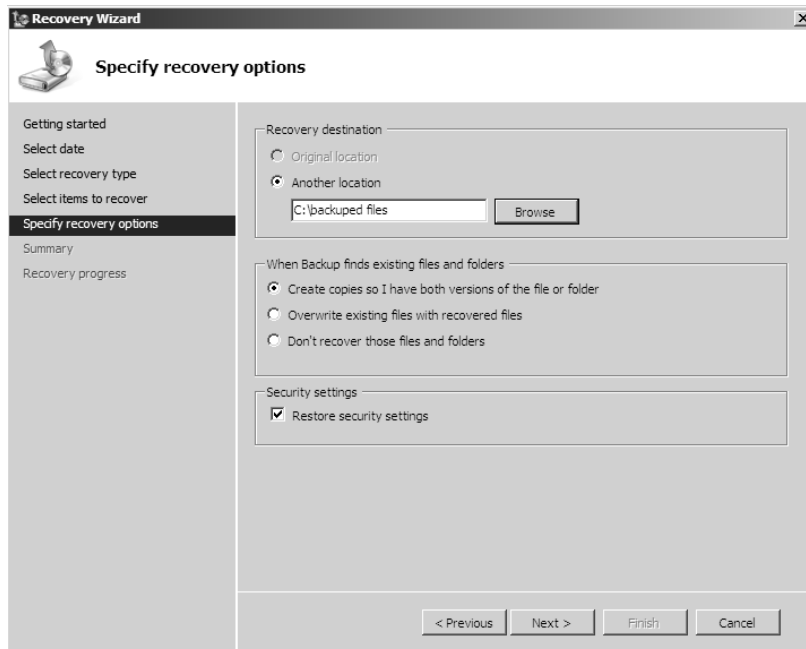 Recovery Wizard
Specify recovery options
Getting started
Select date
Select recovery type
Select items to recover
Specify recovery options
Summary
Recovery progress
Recovery destination
Original location
Another location
C:\backuped files
Browse
When Backup finds existing files and folders
Create copies so I have both versions of the file or folder
Overwrite existing files with recovered files
Don't recover those files and folders
Security settings
Restore security settings
< Previous
Next >
Finish
Cancel